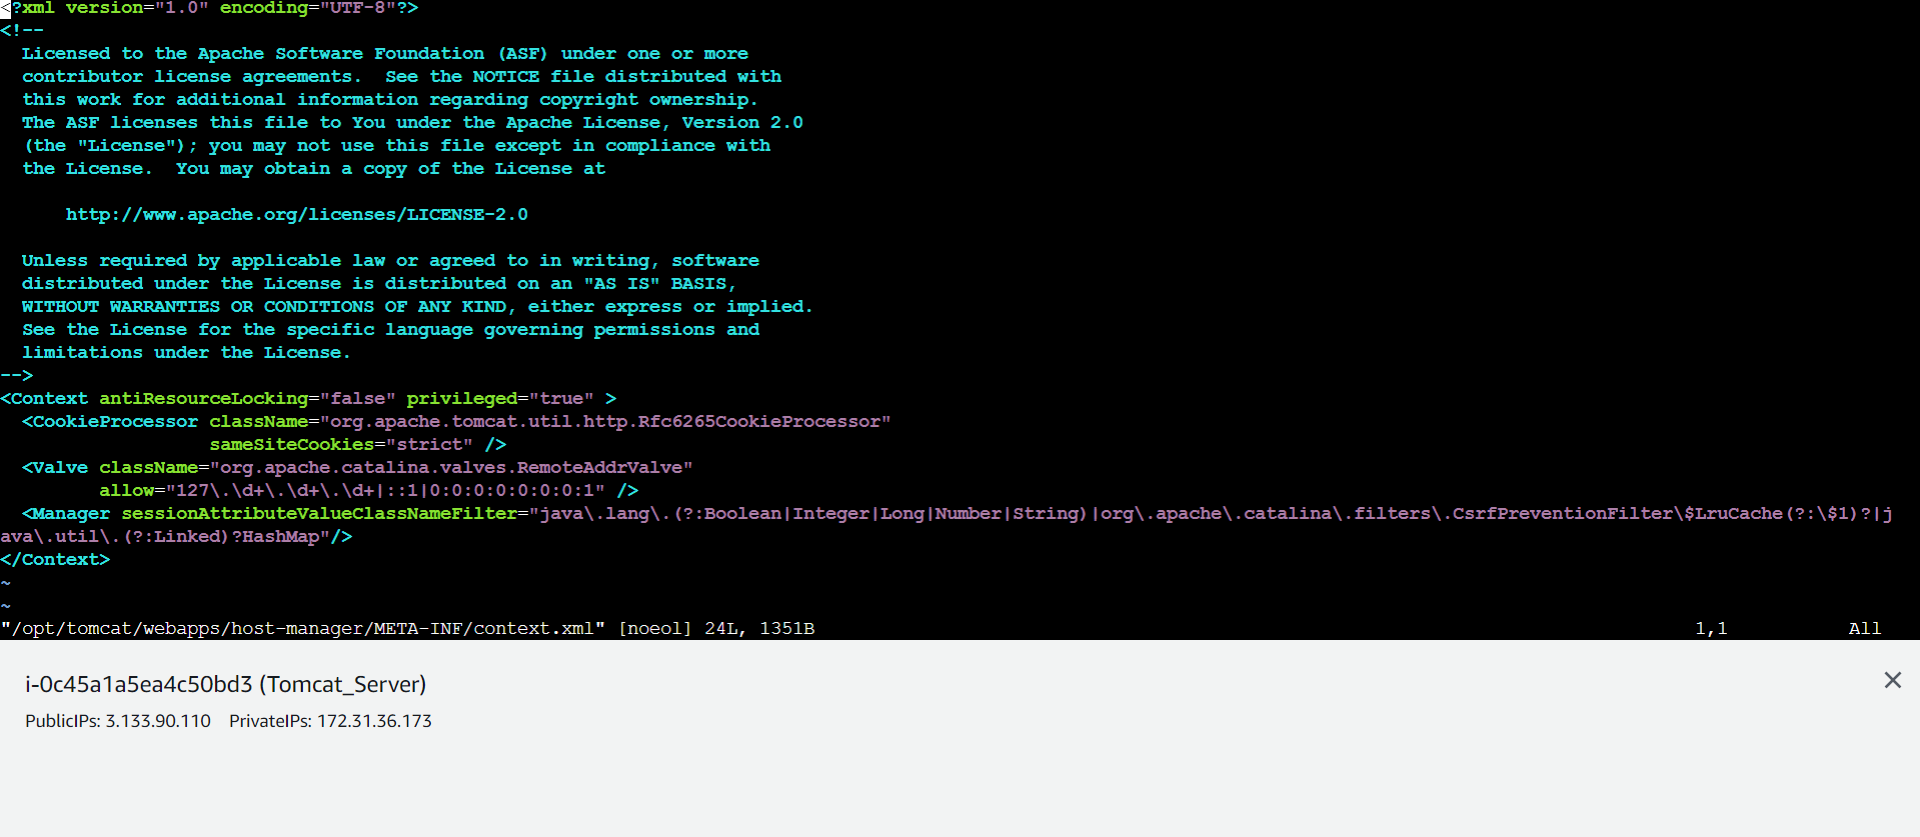 <?xml version="1.0" encoding="UTF-8"?>
<!--
  Licensed to the Apache Software Foundation (ASF) under one or more
  contributor license agreements.  See the NOTICE file distributed with
  this work for additional information regarding copyright ownership.
  The ASF licenses this file to You under the Apache License, Version 2.0
  (the "License"); you may not use this file except in compliance with
  the License.  You may obtain a copy of the License at

      http://www.apache.org/licenses/LICENSE-2.0

  Unless required by applicable law or agreed to in writing, software
  distributed under the License is distributed on an "AS IS" BASIS,
  WITHOUT WARRANTIES OR CONDITIONS OF ANY KIND, either express or implied.
  See the License for the specific language governing permissions and
  limitations under the License.
-->
<Context antiResourceLocking="false" privileged="true" >
  <CookieProcessor className="org.apache.tomcat.util.http.Rfc6265CookieProcessor"
                   sameSiteCookies="strict" />
  <Valve className="org.apache.catalina.valves.RemoteAddrValve"
         allow="127\.\d+\.\d+\.\d+|::1|0:0:0:0:0:0:0:1" />
  <Manager sessionAttributeValueClassNameFilter="java\.lang\.(?:Boolean|Integer|Long|Number|String)|org\.apache\.catalina\.filters\.CsrfPreventionFilter\$LruCache(?:\$1)?|j
ava\.util\.(?:Linked)?HashMap"/>
</Context>
~
~
"/opt/tomcat/webapps/host-manager/META-INF/context.xml" [noeol] 24L, 1351B 1,1 All
i-0c45a1a5ea4c50bd3 (Tomcat_Server)
PublicIPs: 3.133.90.110 PrivateIPs: 172.31.36.173